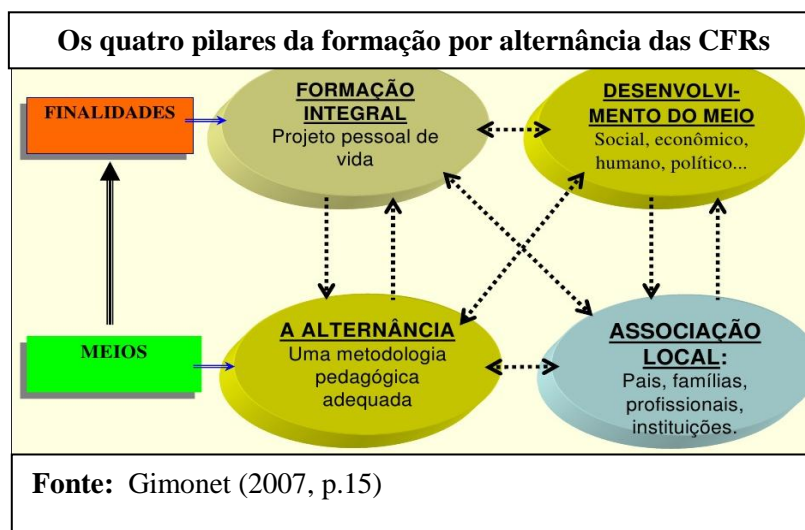 Os quatro pilares da formação por alternância das CFRs
FINALIDADES
FORMAÇÃO
INTEGRAL
Projeto pessoal de
vida
DESENVOLVI-
MENTO DO MEIO
Social, econômico,
humano, político...
MEIOS
A ALTERNÂNCIA
Uma metodologia
pedagógica
adequada
ASSOCIAÇÃO
LOCAL:
Pais, famílias,
profissionais,
instituições.
Fonte: Gimonet (2007, p.15)